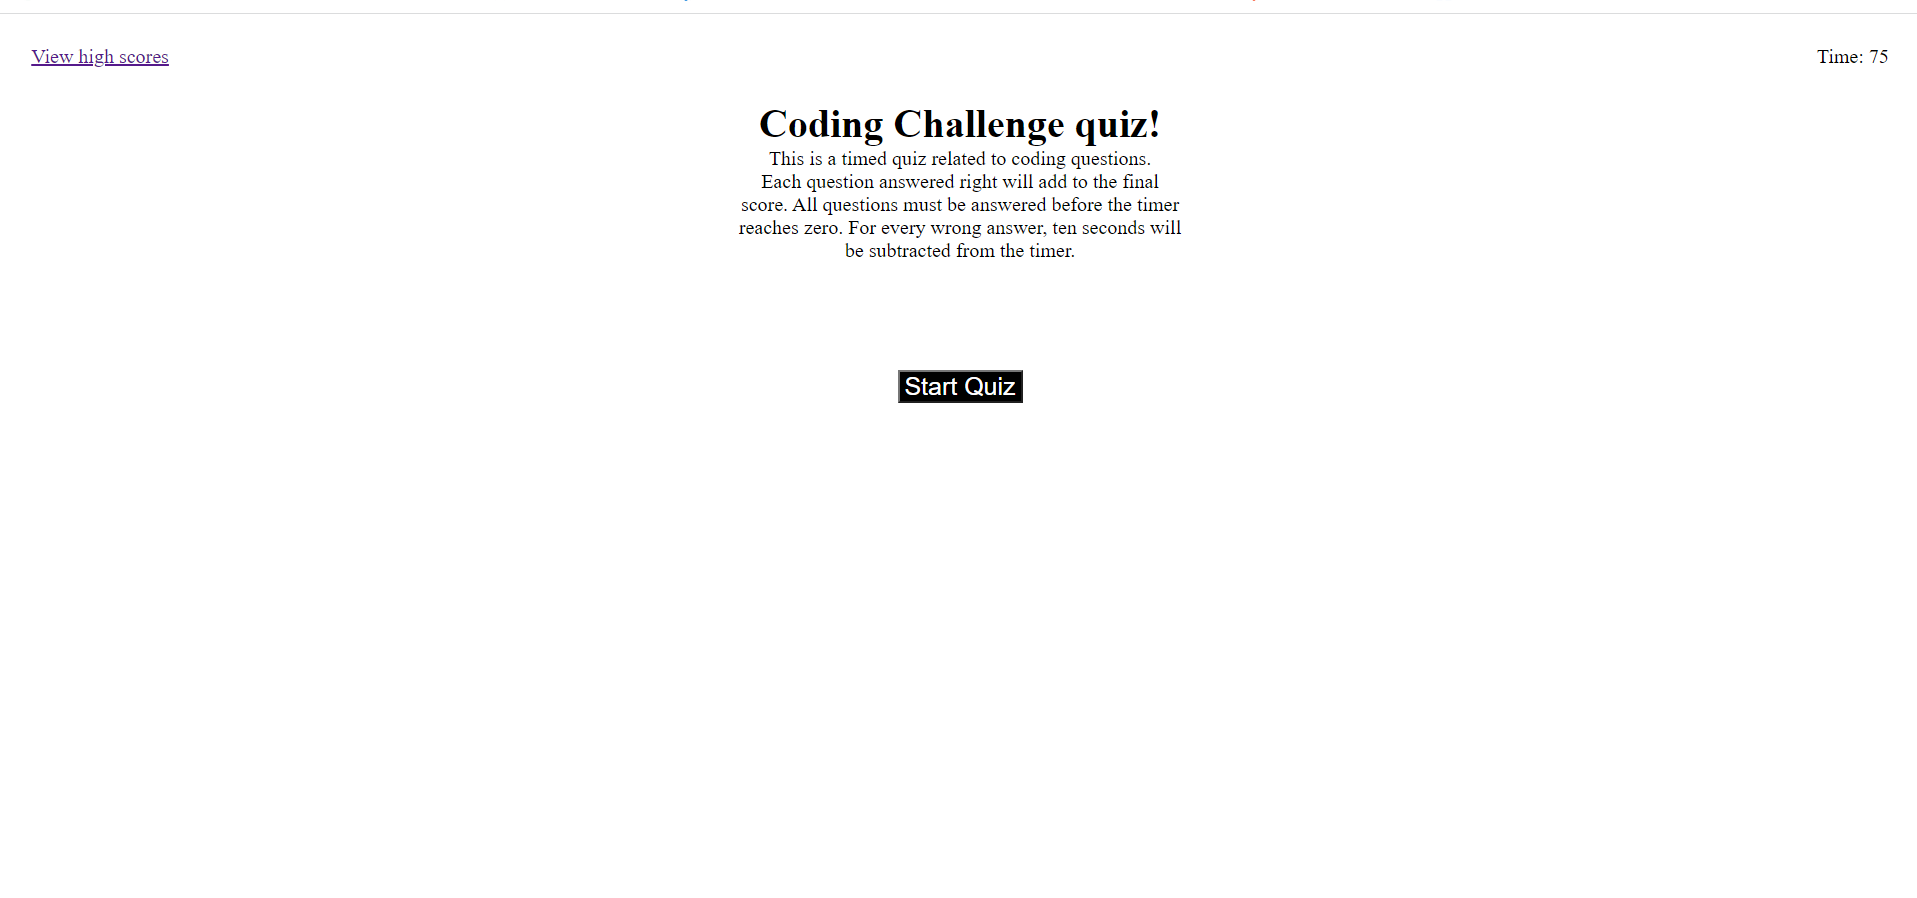 View high scores
Time: 75
Coding Challenge quiz!
This is a timed quiz related to coding questions.
Each question answered right will add to the final
score. All questions must be answered before the timer
reaches zero. For every wrong answer, ten seconds will
be subtracted from the timer.
Start Quiz